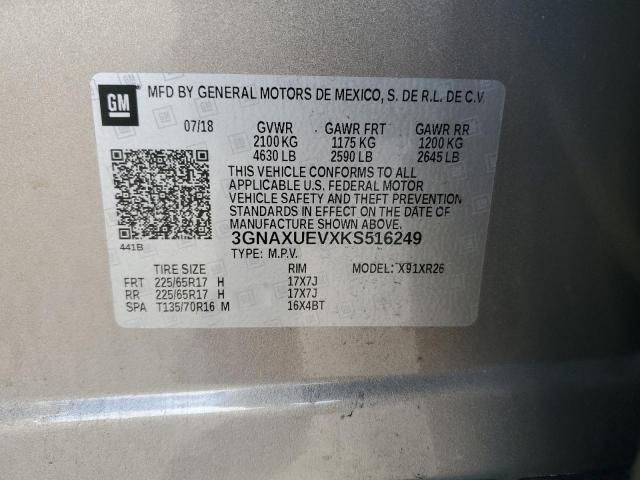 GM
MFD BY GENERAL MOTORS DE MEXICO, S. DE R.L. DE C.V
07/18 GVWR GAWR FRT GAWR RR
2100 KG 1175 KG 1200 KG
4630 LB 2590 LB 2645 LB
THIS VEHICLE CONFORMS TO ALL
APPLICABLE U.S. FEDERAL MOTOR
VEHICLE SAFETY AND THEFT PREVENTION
STANDARDS IN EFFECT ON THE DATE OF
MANUFACTURE SHOWN ABOVE.
3GNAXUEVXKS516249
441B
TYPE: M.P.V.
TIRE SIZE RIM MODEL: X91XR26
FRT 225/65R17 H 17X7J
RR 225/65R17 H 17X7J
SPA T135/70R16 M 16X4BT